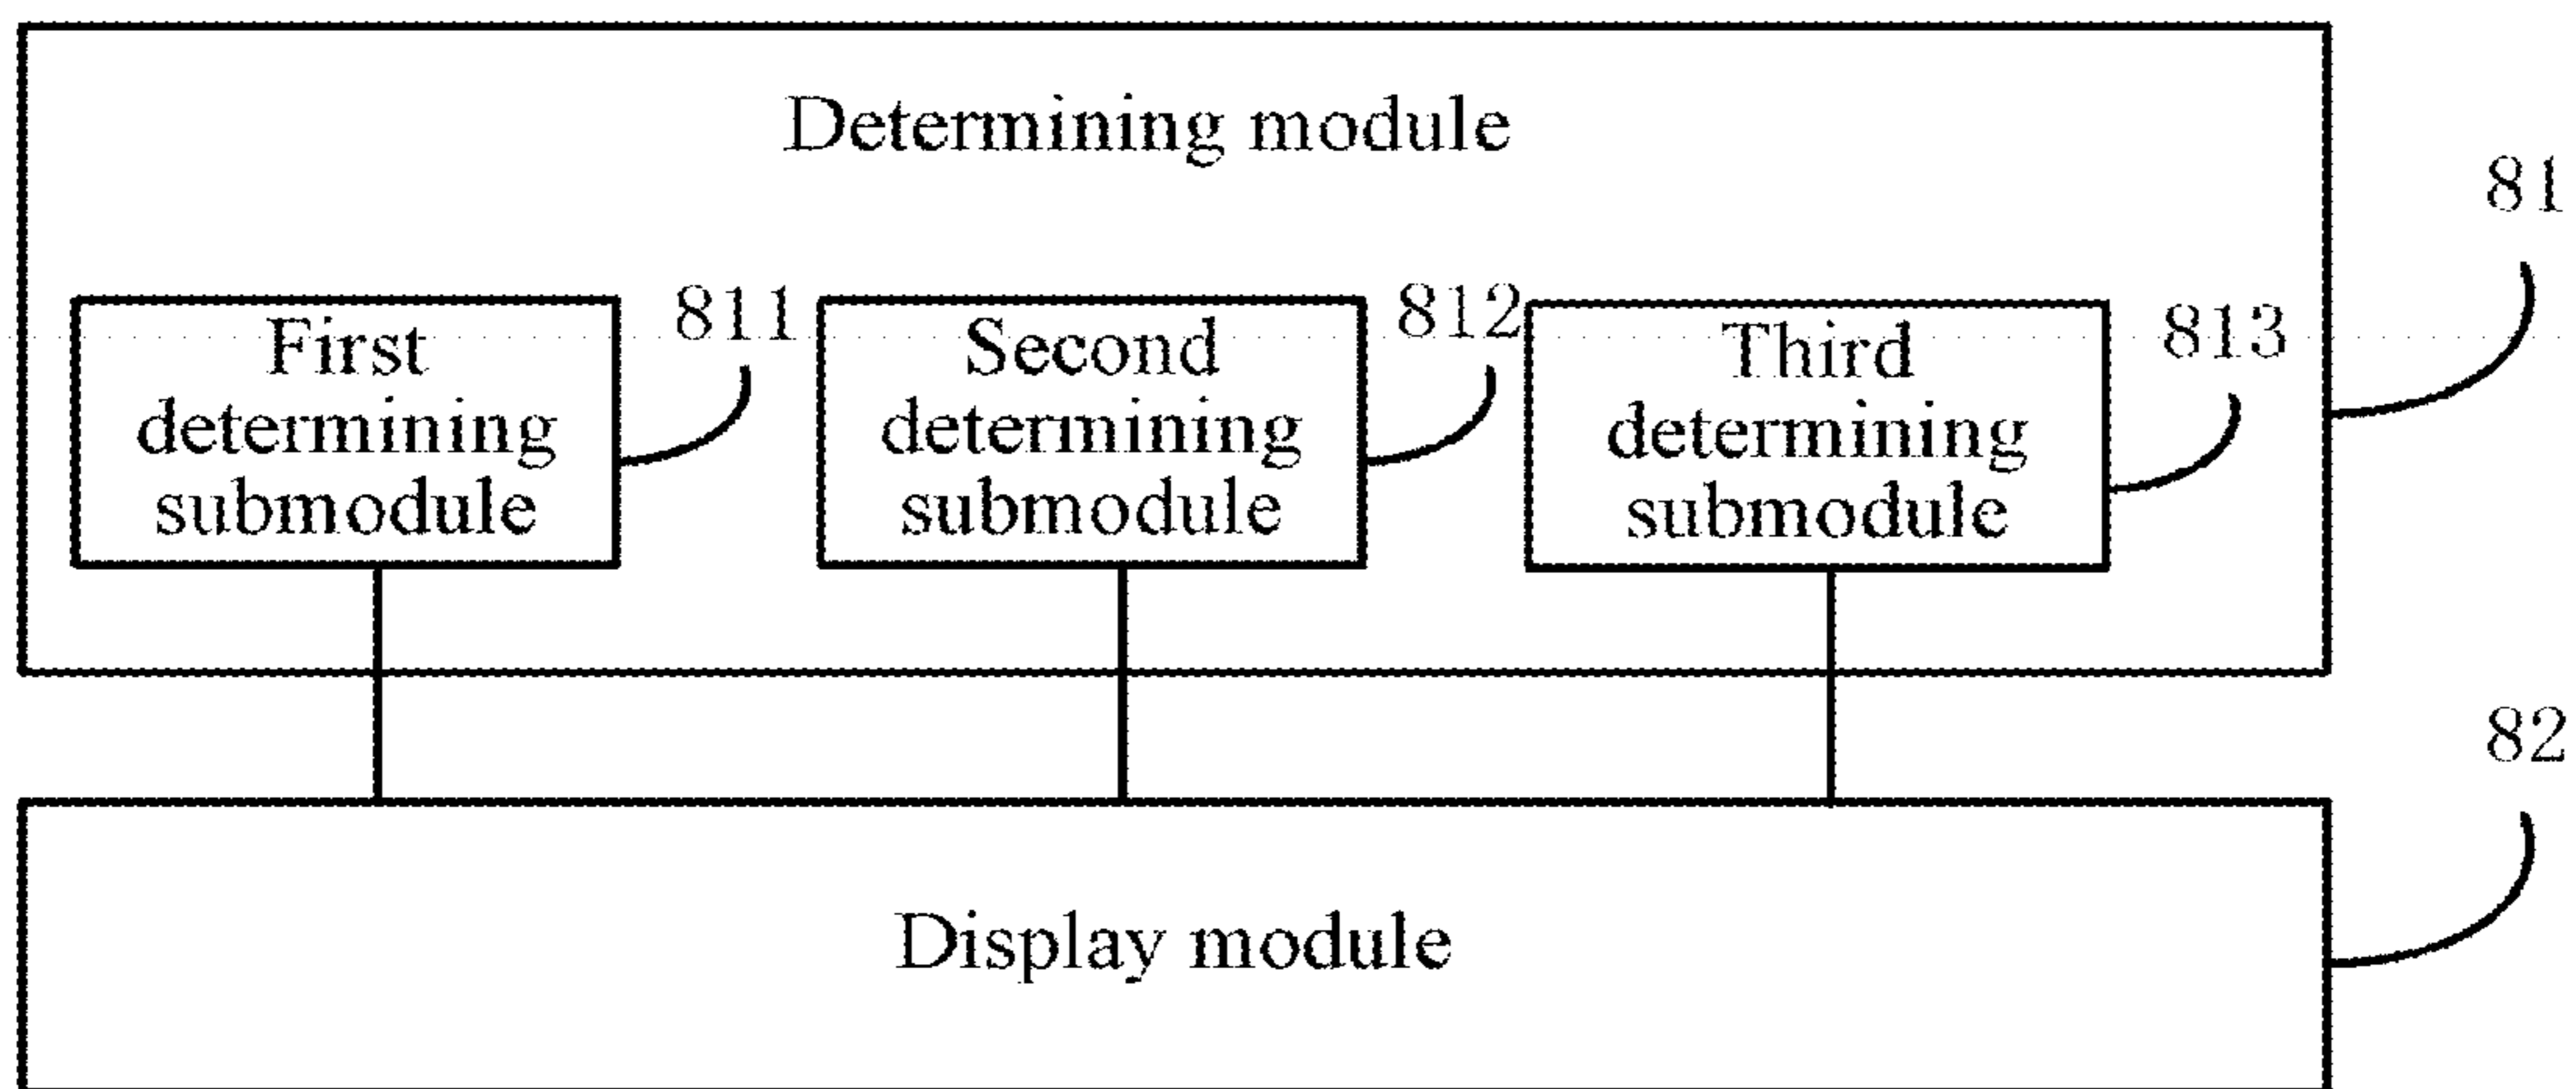 Determining module
81
First
determining
submodule
811
Second
determining
submodule
812
Third
determining
submodule
813
82
Display module